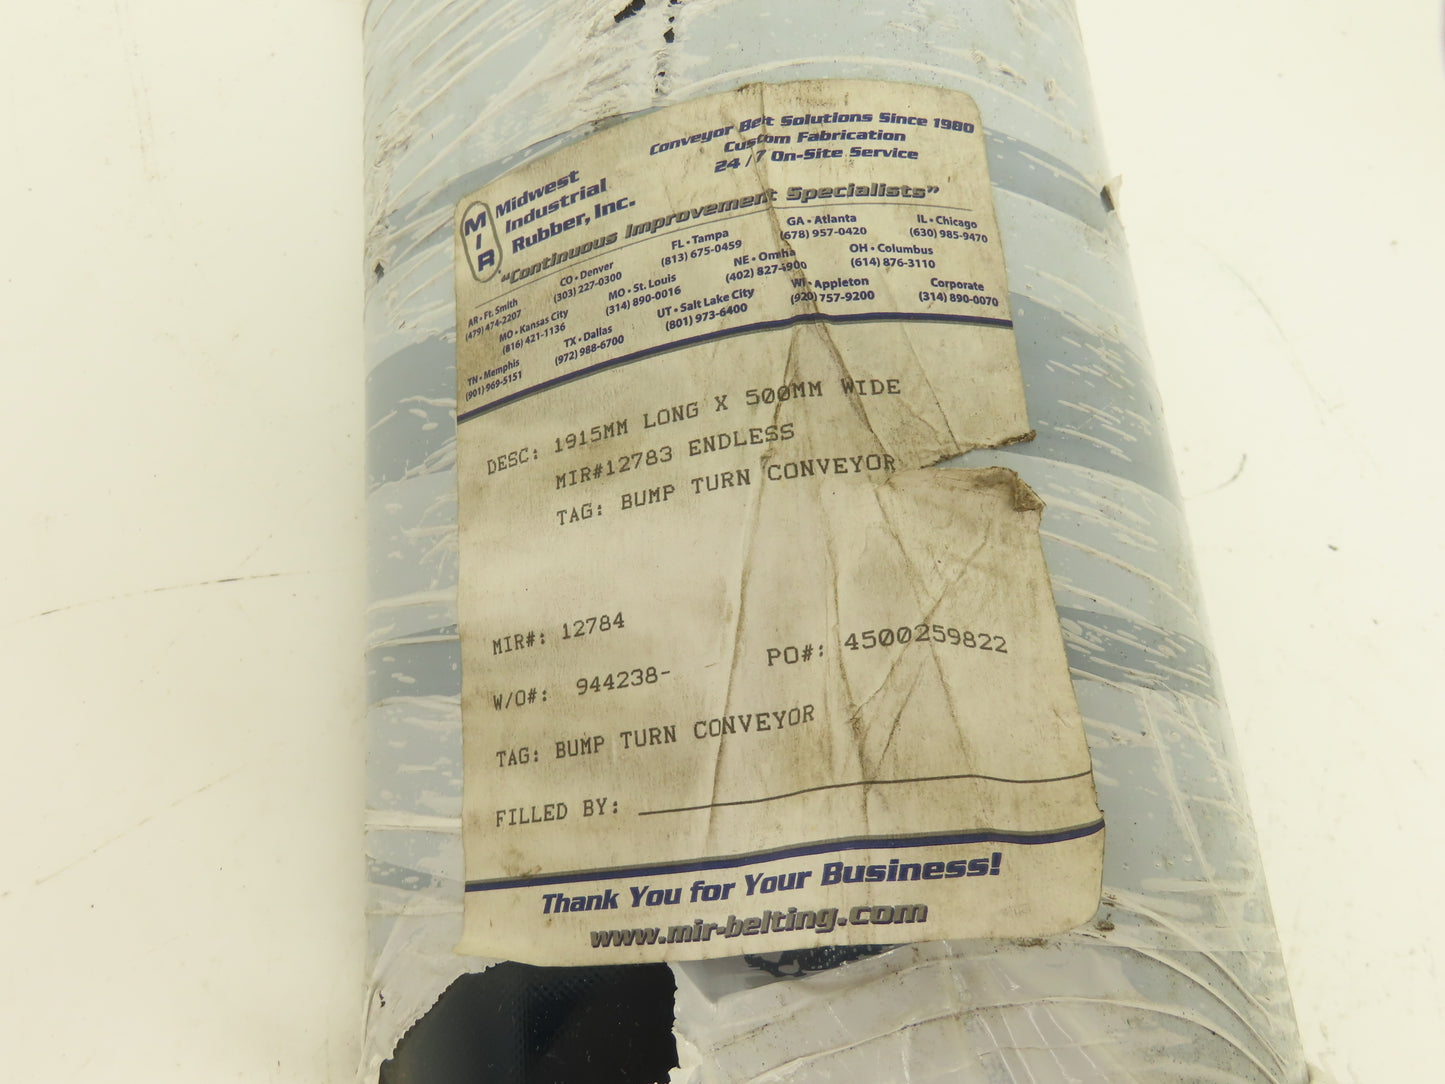 Conveyor Belt Solutions Since 1980
Custom Fabrication
24/7 On-Site Service
MIR
Midwest
Industrial
Rubber, Inc.
"Continuous Improvement Specialists"
AR • Ft. Smith
(479) 474-2207
CO • Denver
(303) 227-0300
FL • Tampa
(813) 675-0459
GA • Atlanta
(678) 957-0420
IL • Chicago
(630) 985-9470
MO • Kansas City
(816) 421-1136
MO • St. Louis
(314) 890-0016
NE • Omaha
(402) 827-4900
OH • Columbus
(614) 876-3110
TN • Memphis
(901) 969-5151
TX • Dallas
(972) 988-6700
UT • Salt Lake City
(801) 973-6400
WI • Appleton
(920) 757-9200
Corporate
(314) 890-0070
DESC: 1915MM LONG X 500MM WIDE
MIR#12783 ENDLESS
TAG: BUMP TURN CONVEYOR
MIR#: 12784
W/O#: 944238-
PO#: 4500259822
TAG: BUMP TURN CONVEYOR
FILLED BY:
Thank You for Your Business!
www.mir-belting.com